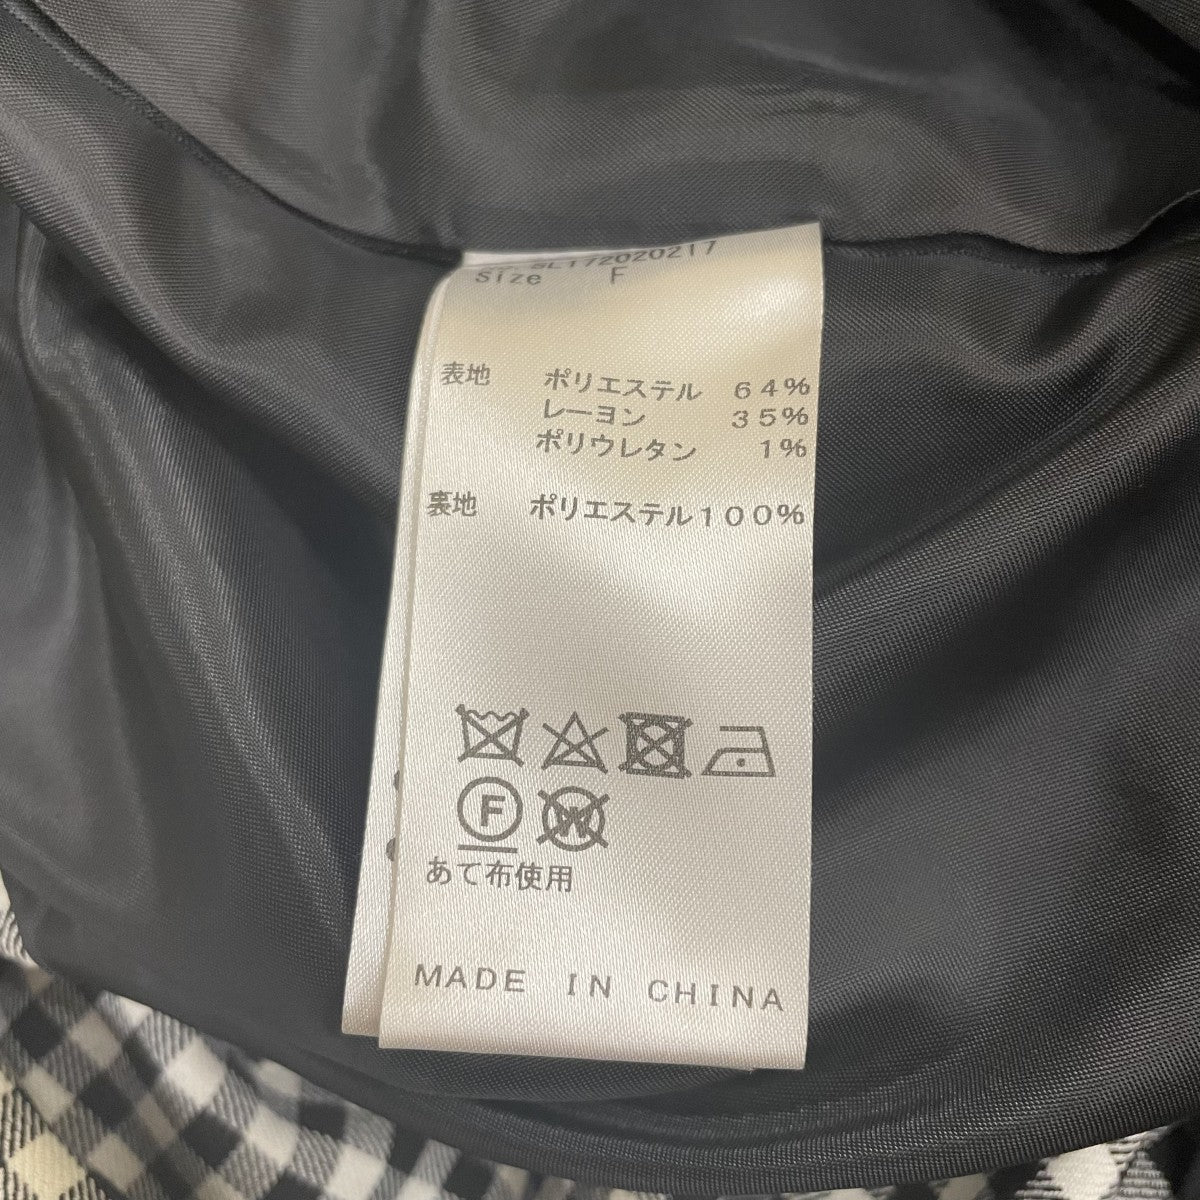 SL172020217
Size F
表地 ポリエステル 64%
レーヨン 35%
ポリウレタン 1%
裏地 ポリエステル100%
F W
あて布使用
MADE IN CHINA